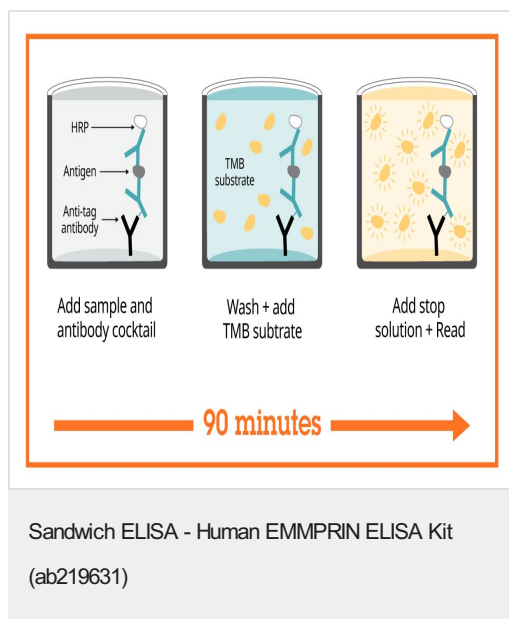 HRP
Antigen
Anti-tag
antibody
TMB
substrate
Add sample and
antibody cocktail
Wash + add
TMB subtrate
Add stop
solution + Read
90 minutes
Sandwich ELISA - Human EMMPRIN ELISA Kit
(ab219631)